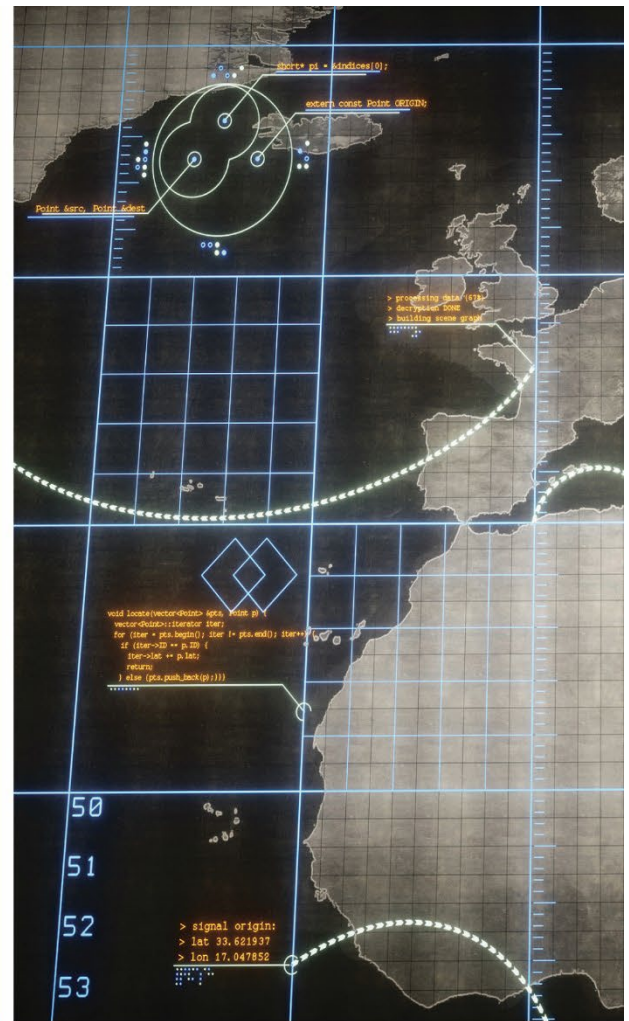 short* pi = &indices[0];
extern const Point ORIGIN;
Point &src, Point &dest
> processing data (67%)
> decryption DONE
> building scene graph
void locate(vector<Point> &pts, Point p) {
vector<Point>::iterator iter;
for (iter = pts.begin(); iter != pts.end(); iter++) {
if (iter->ID == p.ID) {
iter->lat += p.lat;
return;
} else {pts.push_back(p);}}}
50
51
52
> signal origin:
> lat 33.621937
> lon 17.047852
53